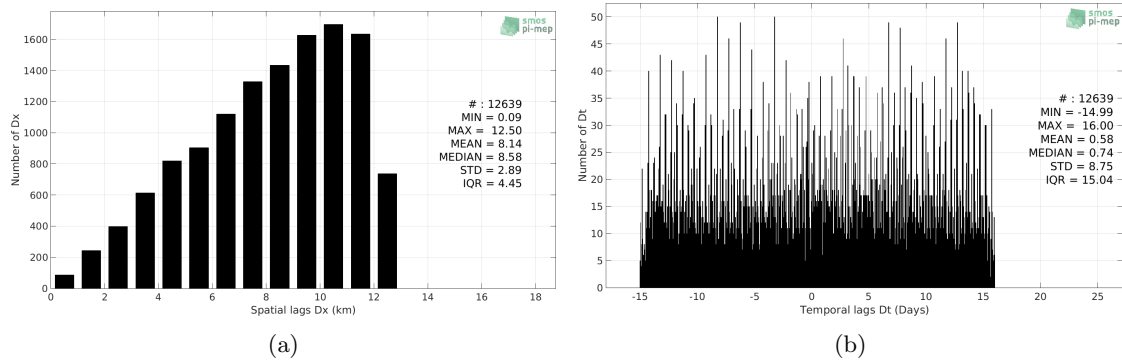 smos
pi-mep
1600
1400
1200
1000
800
600
400
200
0
Number of Dx
# : 12639
MIN = 0.09
MAX = 12.50
MEAN = 8.14
MEDIAN = 8.58
STD = 2.89
IQR = 4.45
0 2 4 6 8 10 12 14 16 18
Spatial lags Dx (km)
(a)
smos
pi-mep
50
45
40
35
30
25
20
15
10
5
0
Number of Dt
# : 12639
MIN = -14.99
MAX = 16.00
MEAN = 0.58
MEDIAN = 0.74
STD = 8.75
IQR = 15.04
-15 -10 -5 0 5 10 15 20 25
Temporal lags Dt (Days)
(b)